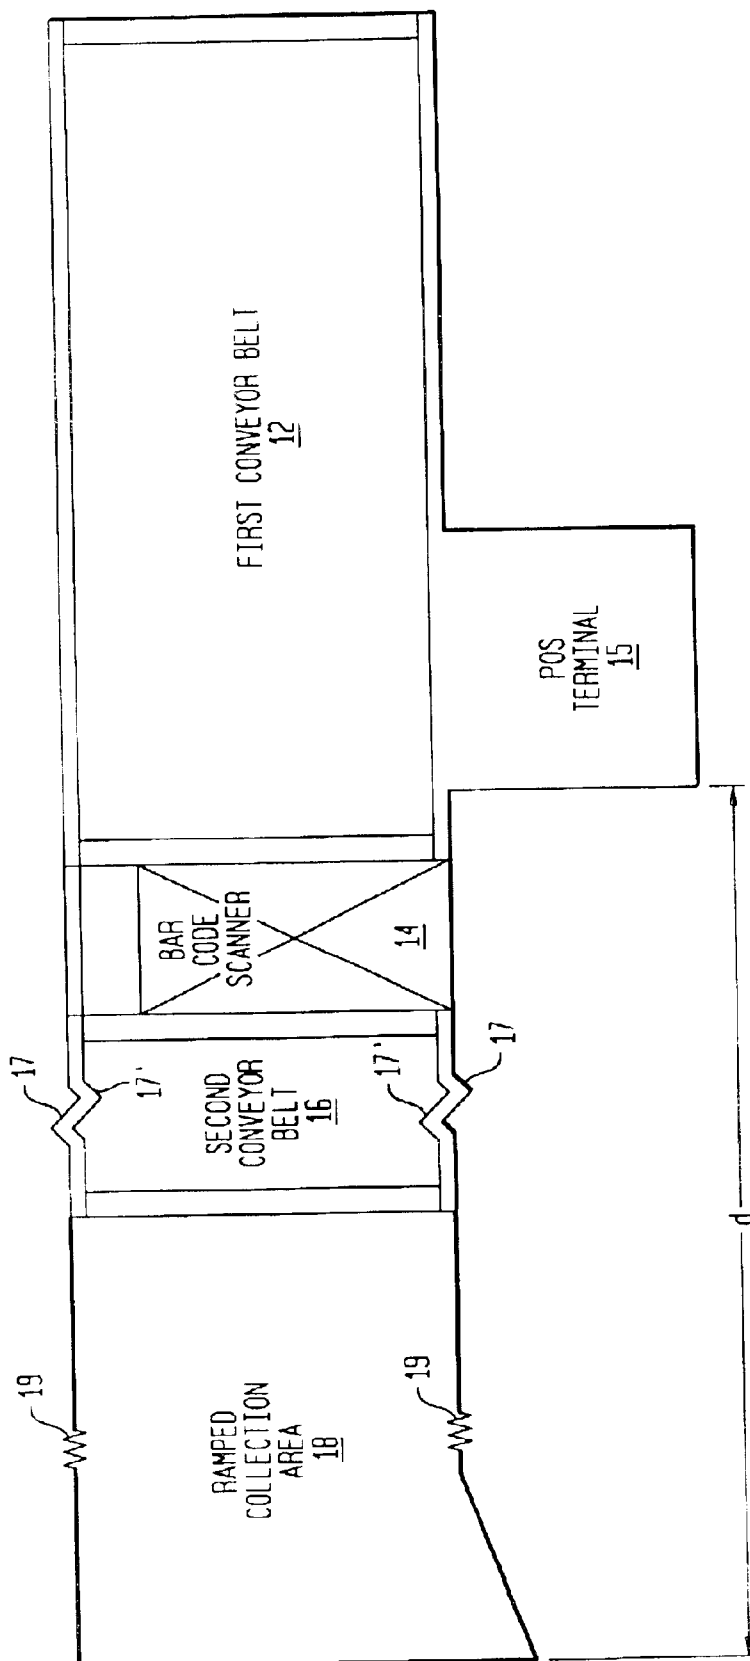 FIRST CONVEYOR BELT
12
POS
TERMINAL
15
BAR
CODE
SCANNER
14
17
17'
SECOND
CONVEYOR
BELT
16
17'
17
19
RAMPED
COLLECTION
AREA
18
19
d